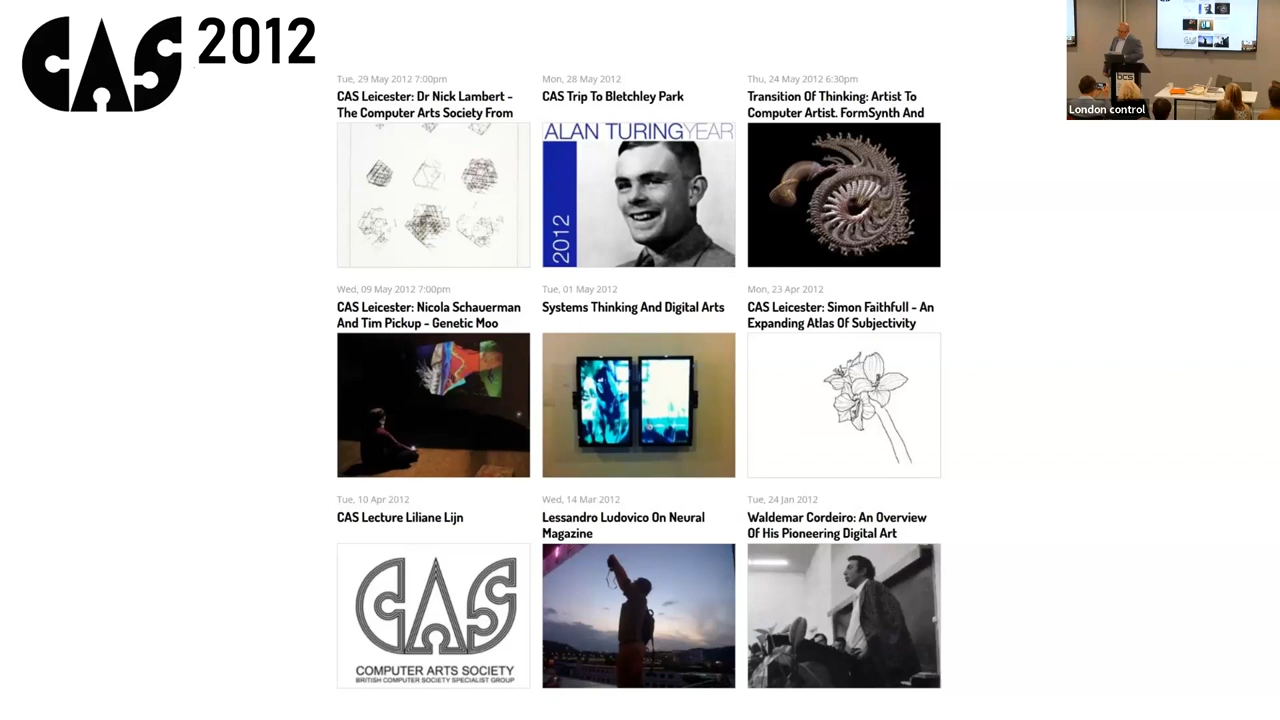 CAS 2012
Tue, 29 May 2012 7:00pm
CAS Leicester: Dr Nick Lambert -
The Computer Arts Society From
Mon, 28 May 2012
CAS Trip To Bletchley Park
ALAN TURING YEAR
2012
Thu, 24 May 2012 6:30pm
Transition Of Thinking: Artist To
Computer Artist. FormSynth And
bcs
London control
Wed, 09 May 2012 7:00pm
CAS Leicester: Nicola Schauerman
And Tim Pickup - Genetic Moo
Tue, 01 May 2012
Systems Thinking And Digital Arts
Mon, 23 Apr 2012
CAS Leicester: Simon Faithfull - An
Expanding Atlas Of Subjectivity
Tue, 10 Apr 2012
CAS Lecture Liliane Lijn
CAS
COMPUTER ARTS SOCIETY
BRITISH COMPUTER SOCIETY SPECIALIST GROUP
Wed, 14 Mar 2012
Lessandro Ludovico On Neural
Magazine
Tue, 24 Jan 2012
Waldemar Cordeiro: An Overview
Of His Pioneering Digital Art